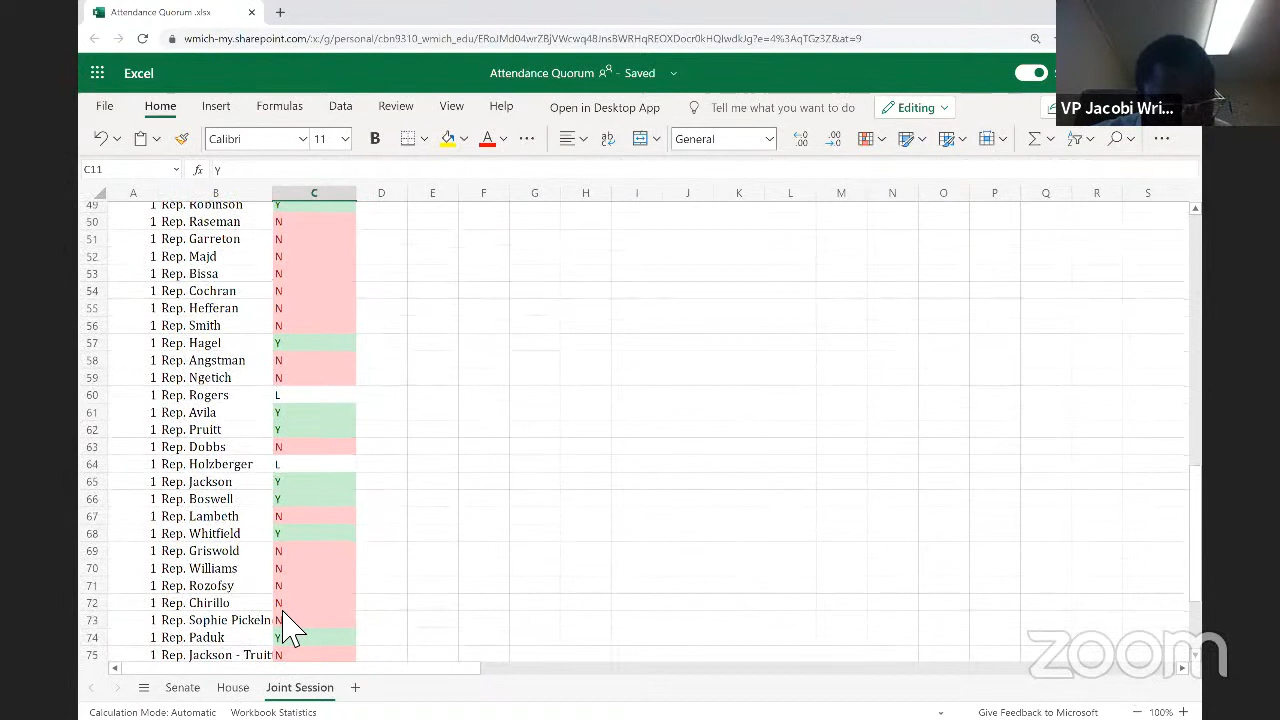 Attendance Quorum .xlsx
wmich-my.sharepoint.com/:x:/g/personal/cbn9310_wmich_edu/ERoJMd04wrZBjVWcwq48JnsBWRHqREOXDocr0kHQIwdkJg?e=4%3AqTGz3Z&at=9
Excel
Attendance Quorum - Saved
VP Jacobi Wri...
File Home Insert Formulas Data Review View Help Open in Desktop App Tell me what you want to do Editing
Calibri 11 B A General
C11 fx Y
A B C D E F G H I J K L M N O P Q R S
49 1 Rep. Robinson Y
50 1 Rep. Raseman N
51 1 Rep. Garreton N
52 1 Rep. Majd N
53 1 Rep. Bissa N
54 1 Rep. Cochran N
55 1 Rep. Hefferan N
56 1 Rep. Smith N
57 1 Rep. Hagel Y
58 1 Rep. Angstman N
59 1 Rep. Ngetich N
60 1 Rep. Rogers L
61 1 Rep. Avila Y
62 1 Rep. Pruitt Y
63 1 Rep. Dobbs N
64 1 Rep. Holzberger L
65 1 Rep. Jackson Y
66 1 Rep. Boswell Y
67 1 Rep. Lambeth N
68 1 Rep. Whitfield Y
69 1 Rep. Griswold N
70 1 Rep. Williams N
71 1 Rep. Rozofsy N
72 1 Rep. Chirillo N
73 1 Rep. Sophie Pickeln N
74 1 Rep. Paduk Y
75 1 Rep. Jackson - Truit N
zoom
Senate House Joint Session
Calculation Mode: Automatic Workbook Statistics Give Feedback to Microsoft 100%